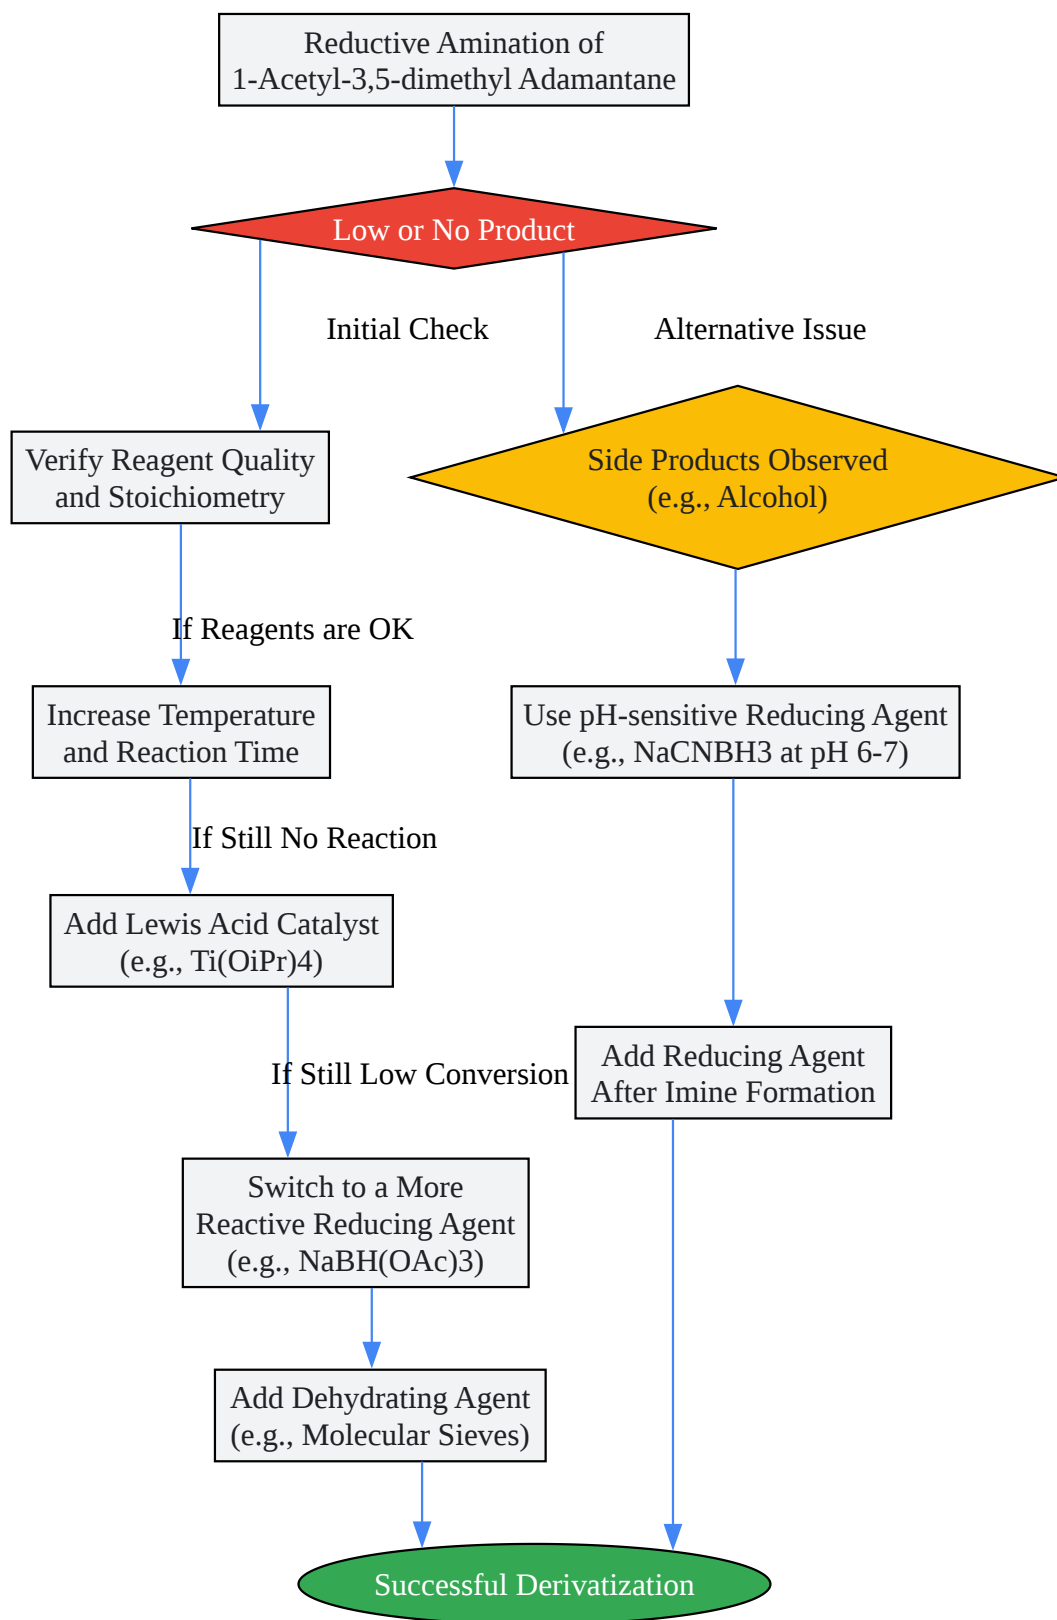 Reductive Amination of
1-Acetyl-3,5-dimethyl Adamantane
Low or No Product
Initial Check
Alternative Issue
Verify Reagent Quality
and Stoichiometry
Side Products Observed
(e.g., Alcohol)
If Reagents are OK
Increase Temperature
and Reaction Time
Use pH-sensitive Reducing Agent
(e.g., NaCNBH3 at pH 6-7)
If Still No Reaction
Add Lewis Acid Catalyst
(e.g., Ti(OiPr)4)
If Still Low Conversion
Add Reducing Agent
After Imine Formation
Switch to a More
Reactive Reducing Agent
(e.g., NaBH(OAc)3)
Add Dehydrating Agent
(e.g., Molecular Sieves)
Successful Derivatization